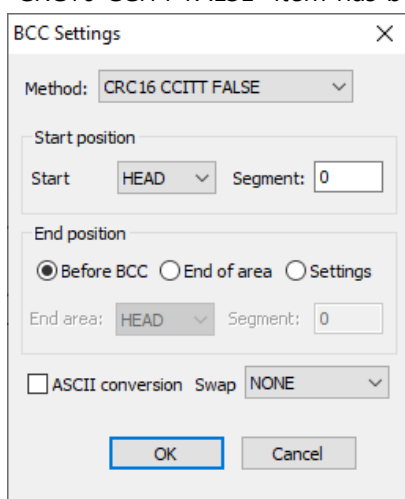 BCC Settings
Method: CRC16 CCITT FALSE
Start position
Start HEAD Segment: 0
End position
Before BCC End of area Settings
End area: HEAD Segment: 0
ASCII conversion Swap NONE
OK Cancel